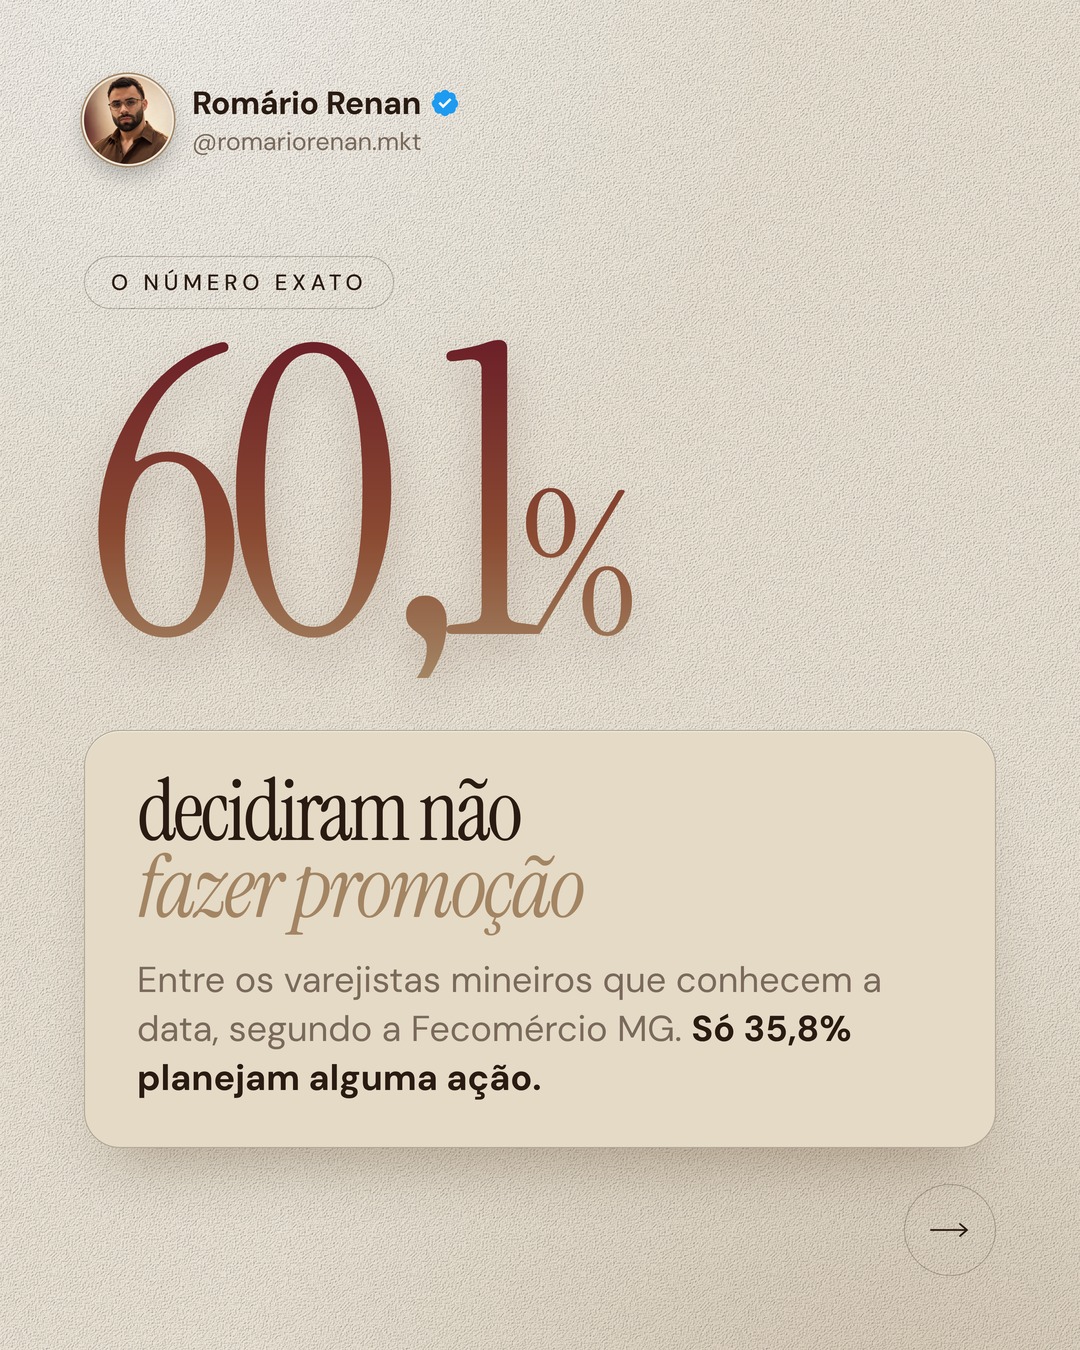 Romário Renan
@romariorenan.mkt
O NÚMERO EXATO
60,1%
decidiram não
fazer promoção
Entre os varejistas mineiros que conhecem a
data, segundo a Fecomércio MG. Só 35,8%
planejam alguma ação.